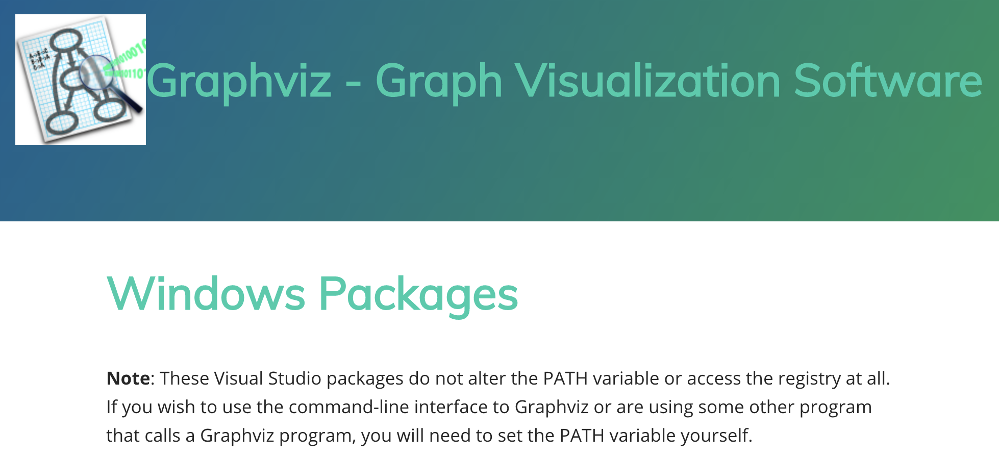 Graphviz - Graph Visualization Software
Windows Packages
Note: These Visual Studio packages do not alter the PATH variable or access the registry at all.
If you wish to use the command-line interface to Graphviz or are using some other program
that calls a Graphviz program, you will need to set the PATH variable yourself.